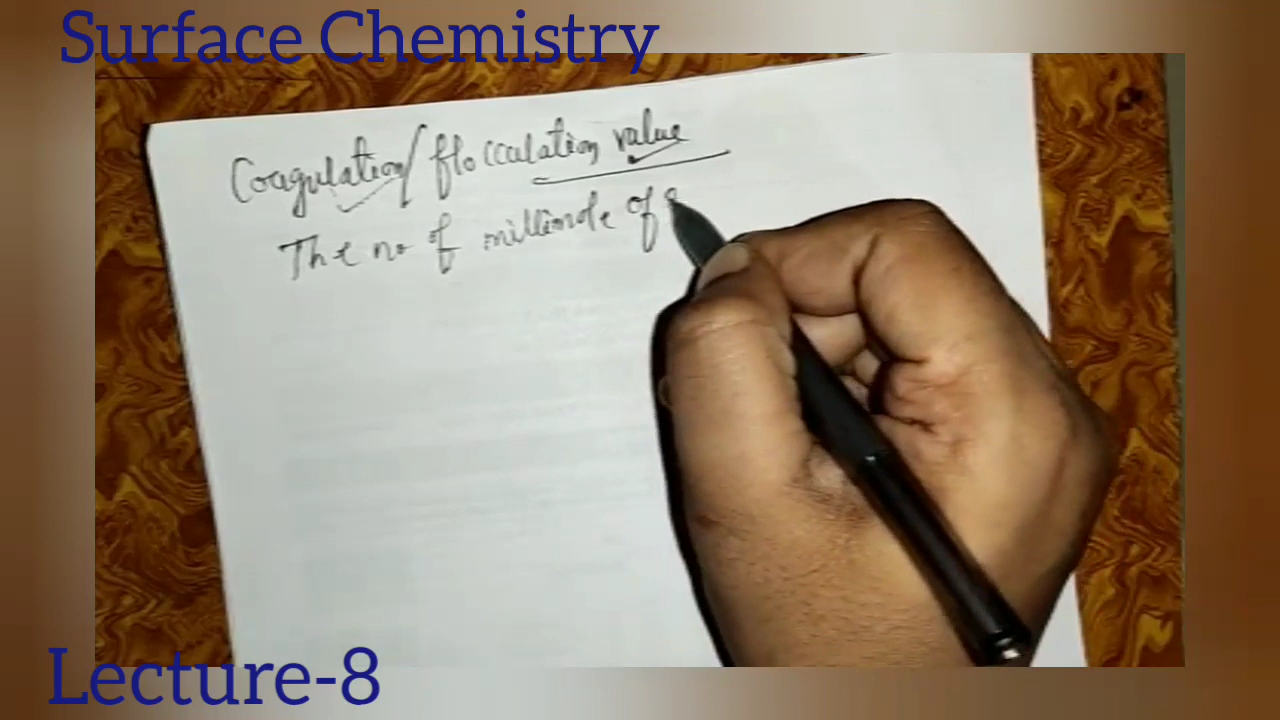 Surface Chemistry
Coagulation/flocculation value
The no of millimole of
Lecture-8